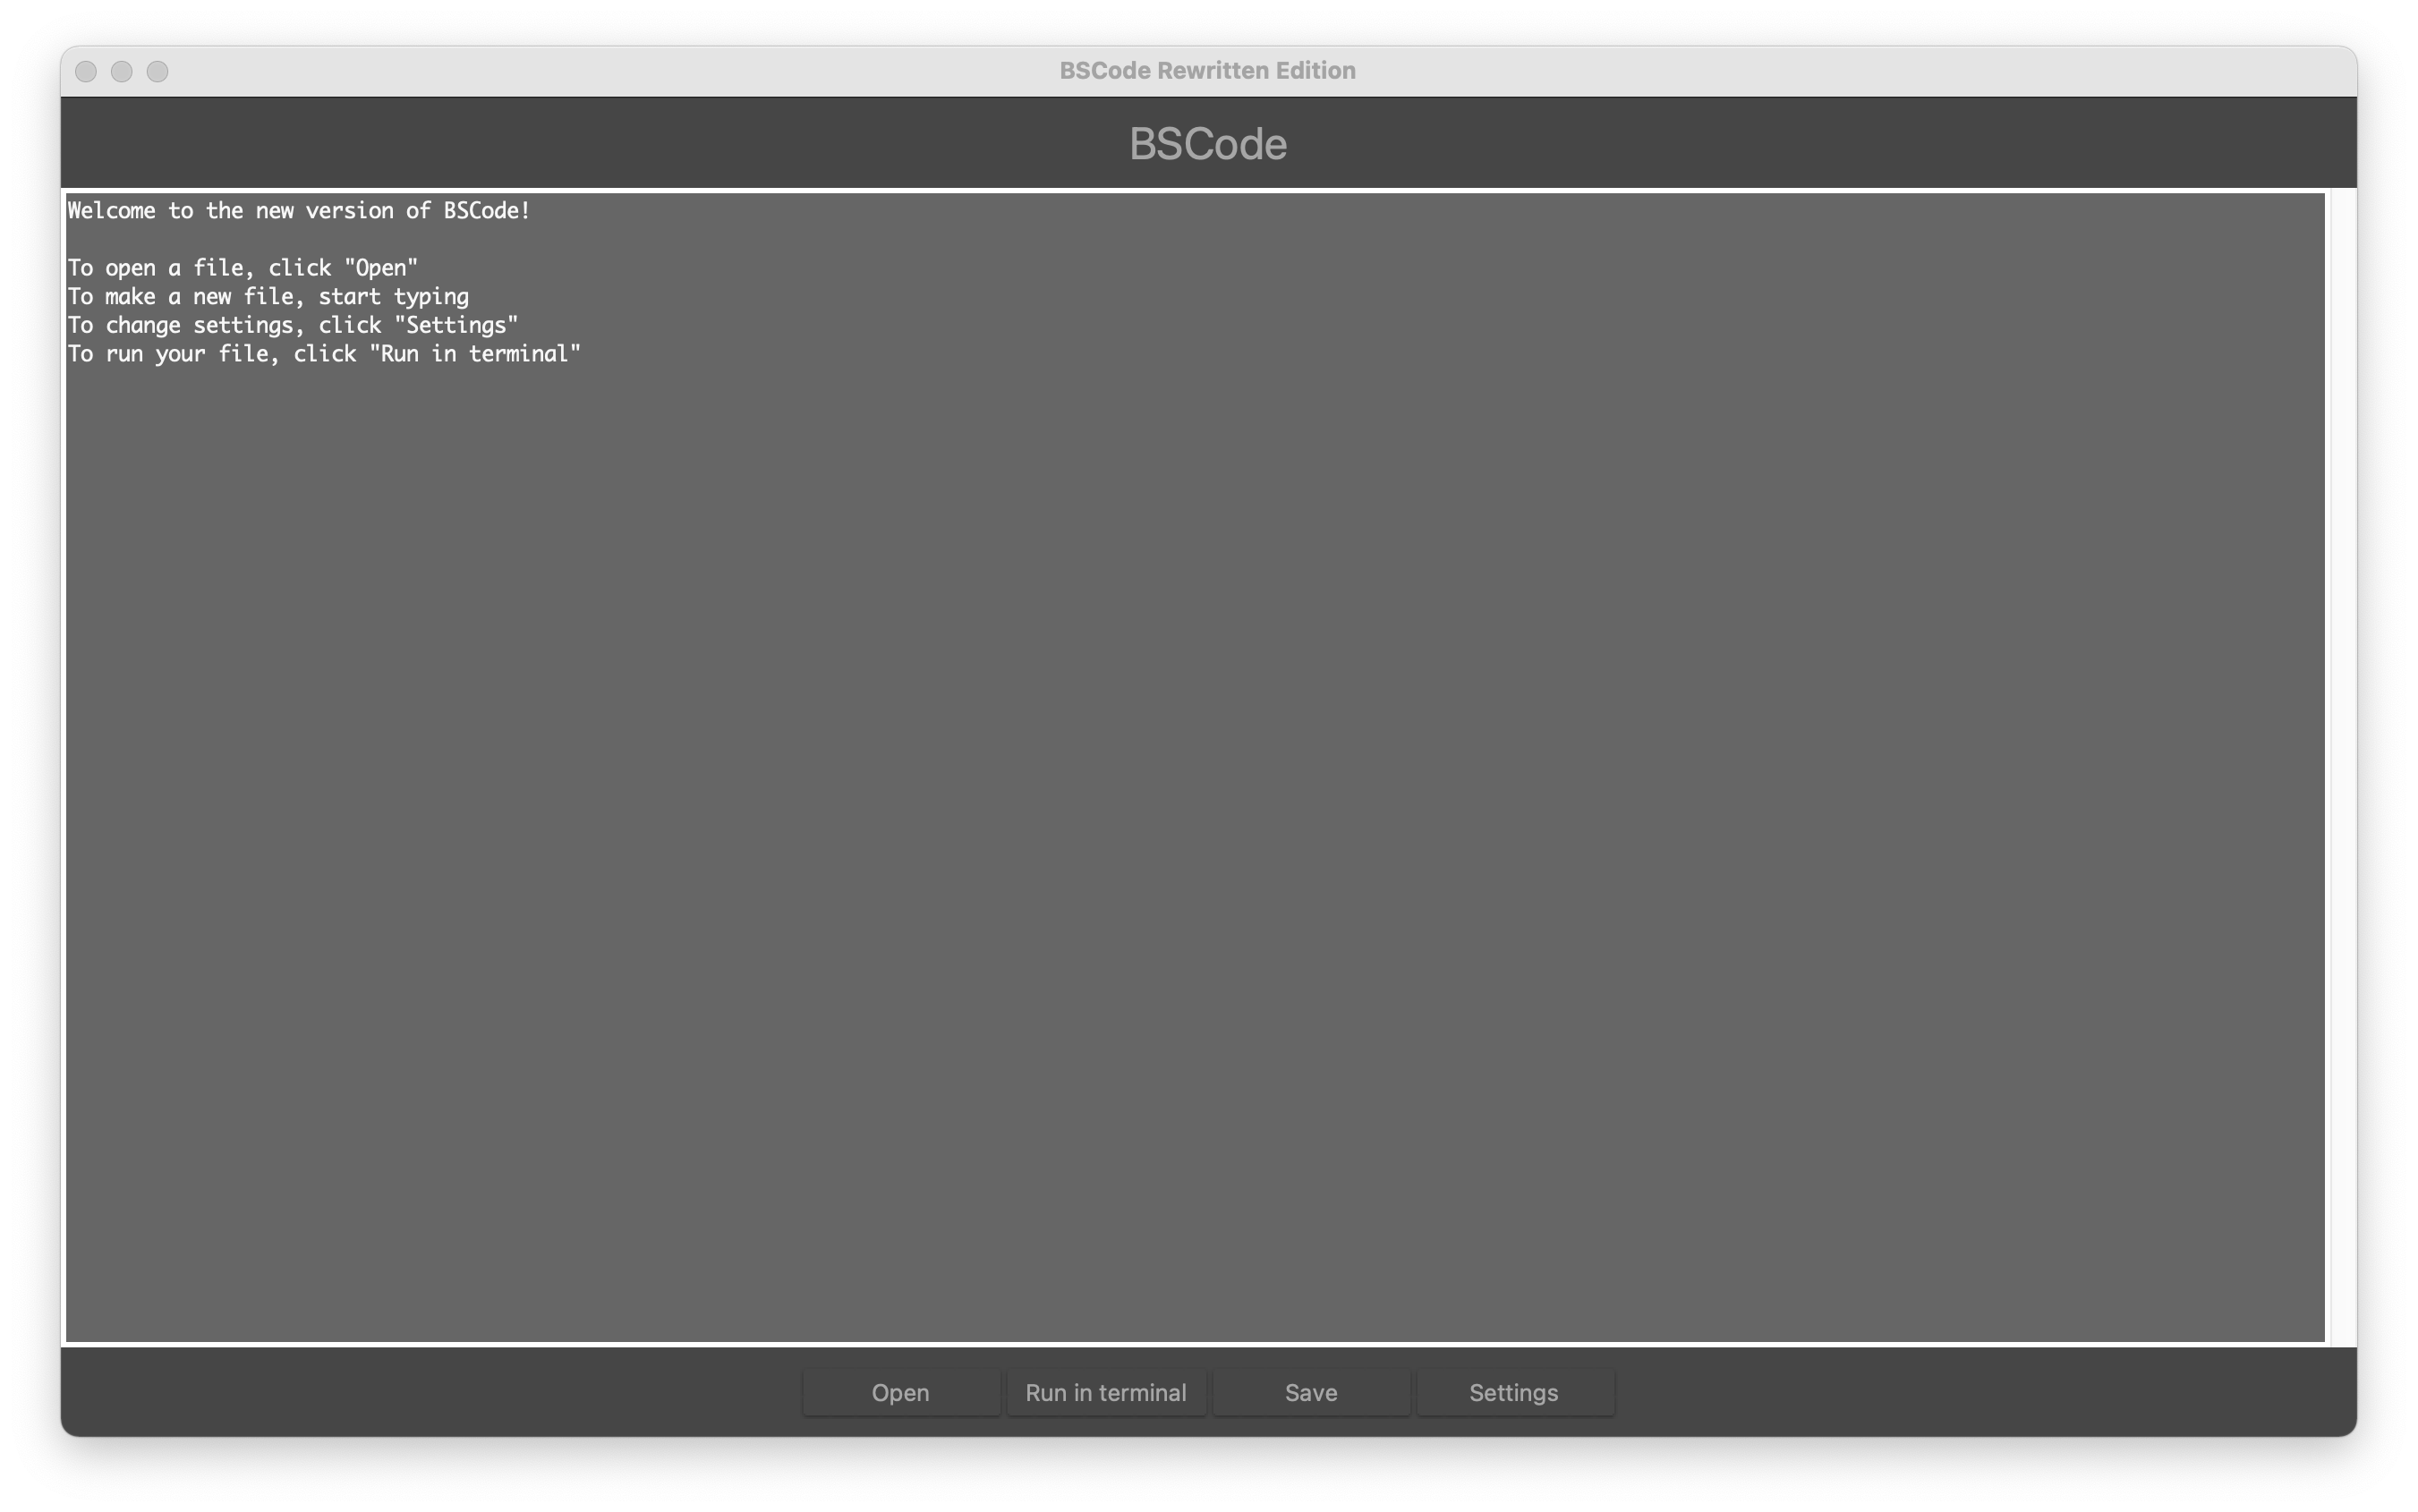 BSCode Rewritten Edition
BSCode
Welcome to the new version of BSCode!
To open a file, click "Open"
To make a new file, start typing
To change settings, click "Settings"
To run your file, click "Run in terminal"
Open
Run in terminal
Save
Settings